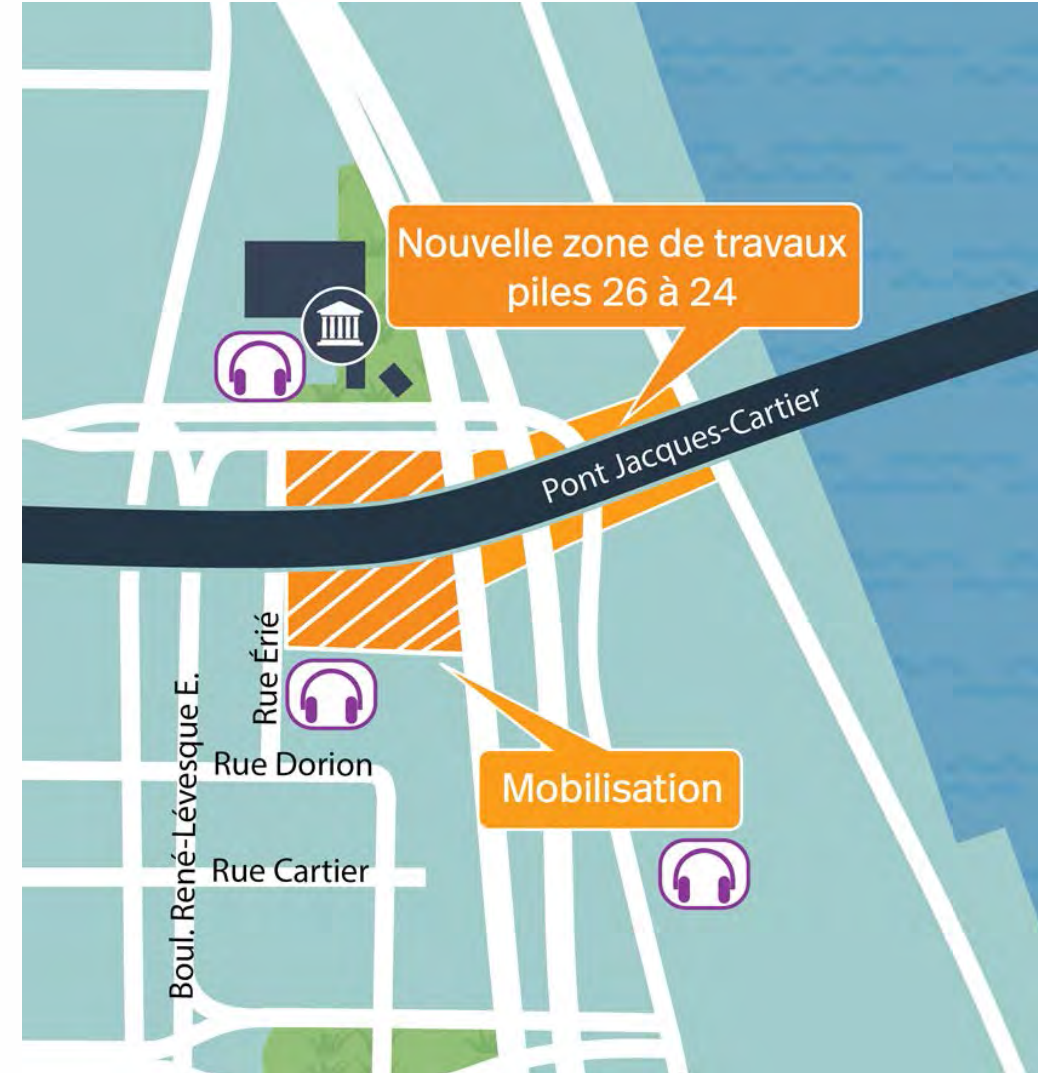 Nouvelle zone de travaux
piles 26 à 24
Pont Jacques-Cartier
Rue Érié
Boul. René-Lévesque E.
Rue Dorion
Mobilisation
Rue Cartier